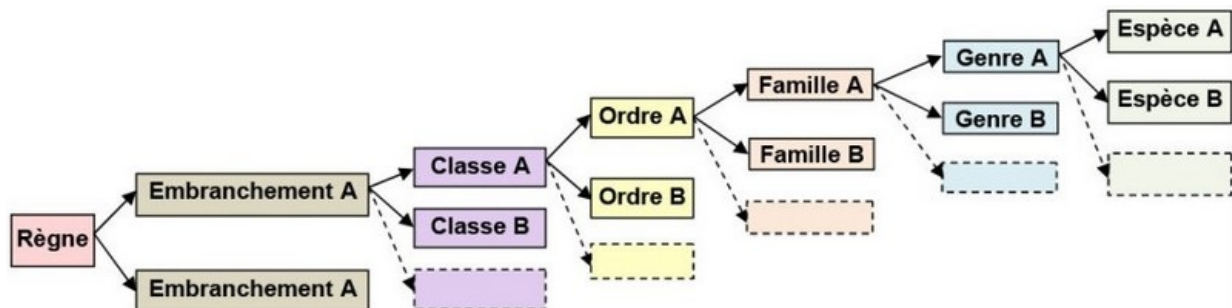 Règne
Embranchement A
Embranchement A
Classe A
Classe B
Ordre A
Ordre B
Famille A
Famille B
Genre A
Genre B
Espèce A
Espèce B